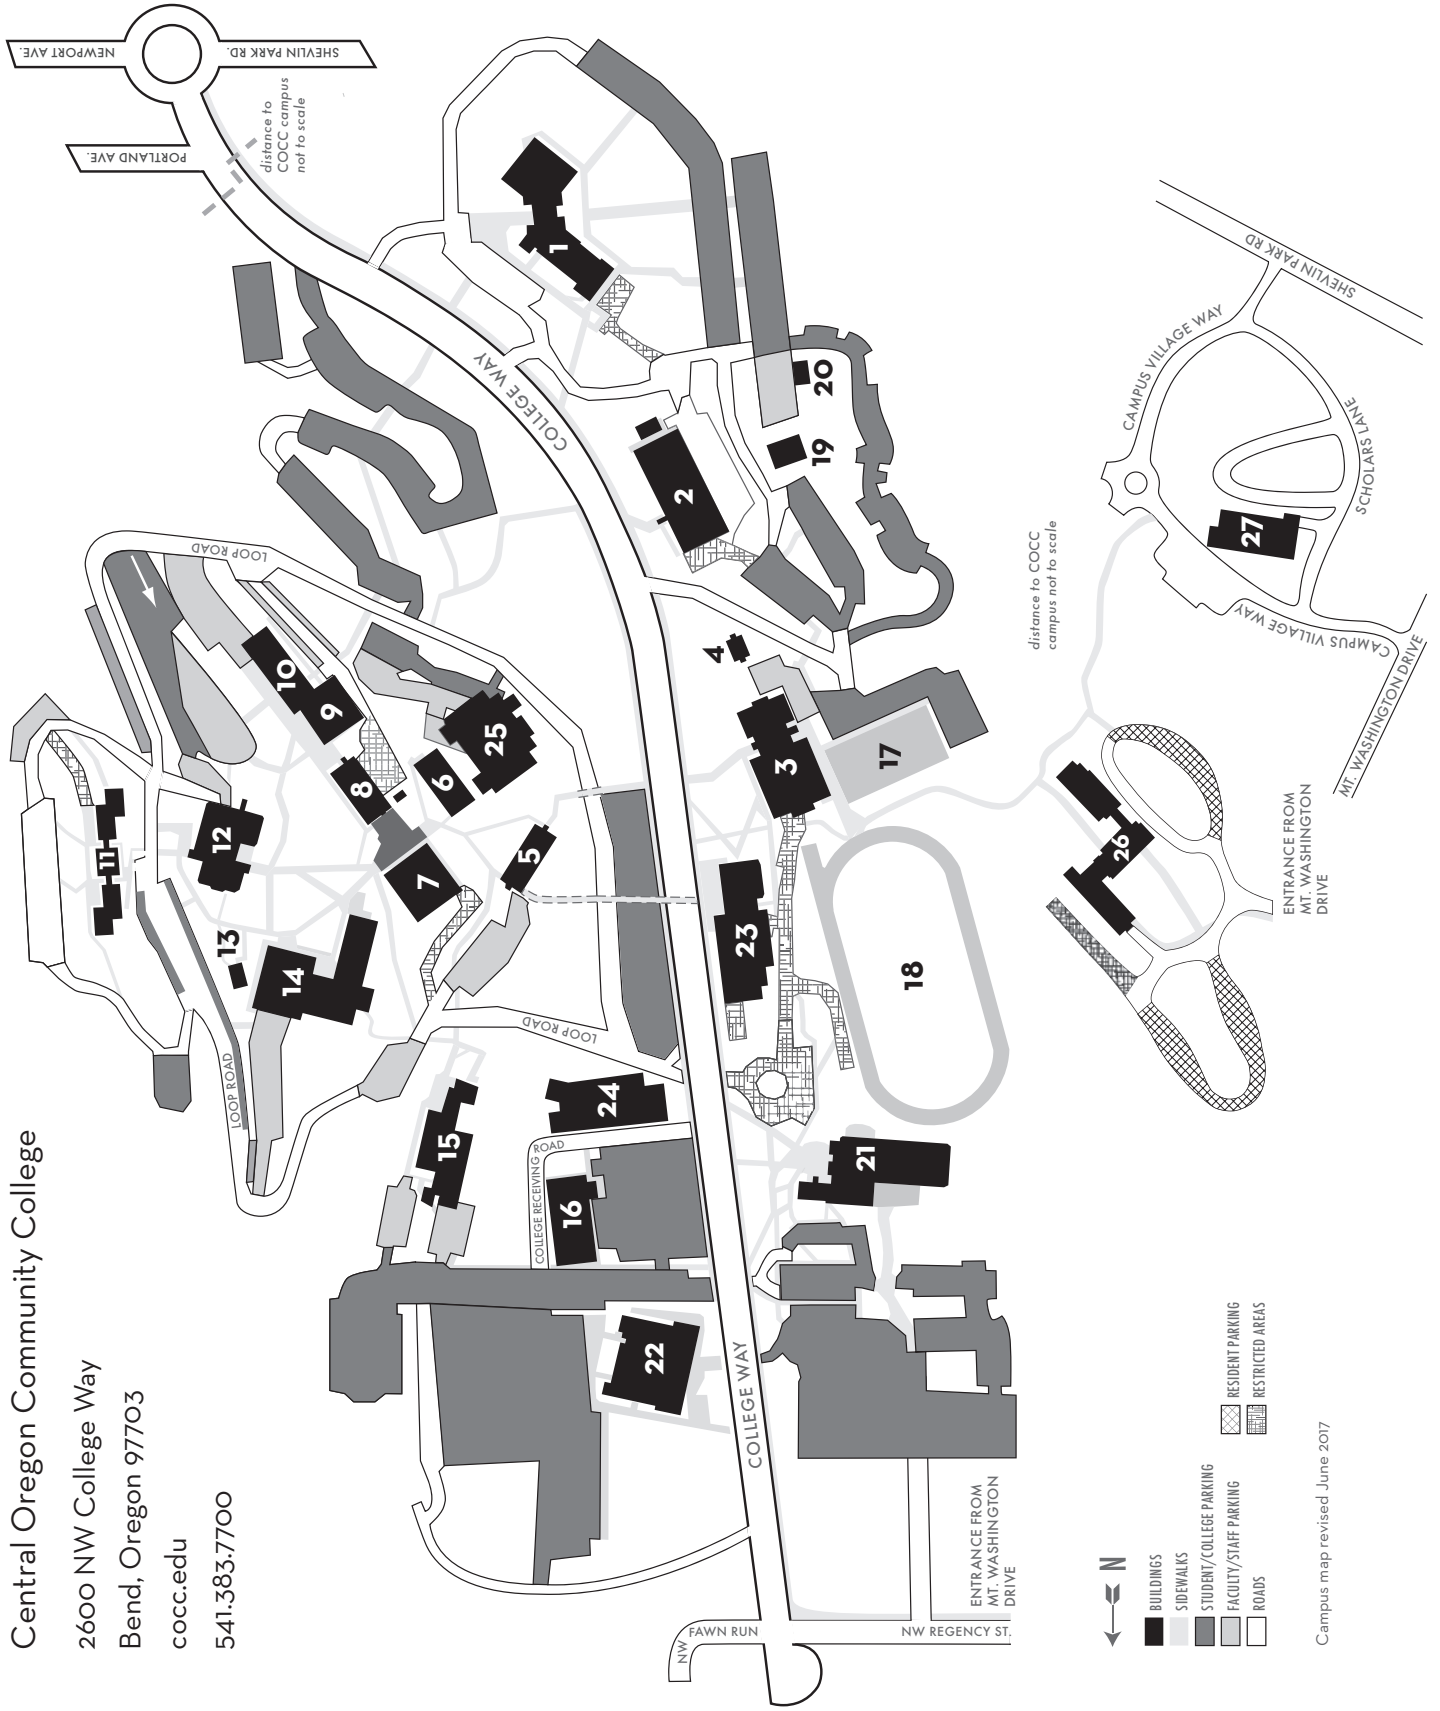 Central Oregon Community College
2600 NW College Way
Bend, Oregon 97703
cocc.edu
541.383.7700
NEWPORT AVE.
SHEVLIN PARK RD.
PORTLAND AVE.
distance to
COCC campus
not to scale
COLLEGE WAY
LOOP ROAD
1
2
20
19
10
9
25
8
6
4
3
17
11
12
5
7
13
14
23
18
LOOP ROAD
LOOP ROAD
15
24
COLLEGE RECEIVING ROAD
16
21
22
COLLEGE WAY
distance to COCC
campus not to scale
CAMPUS VILLAGE WAY
SHEVLIN PARK RD
SCHOLARS LANE
27
CAMPUS VILLAGE WAY
MT. WASHINGTON DRIVE
26
ENTRANCE FROM
MT. WASHINGTON
DRIVE
ENTRANCE FROM
MT. WASHINGTON
DRIVE
NW FAWN RUN
NW REGENCY ST.
N
BUILDINGS
SIDEWALKS
STUDENT/COLLEGE PARKING
FACULTY/STAFF PARKING
ROADS
RESIDENT PARKING
RESTRICTED AREAS
Campus map revised June 2017